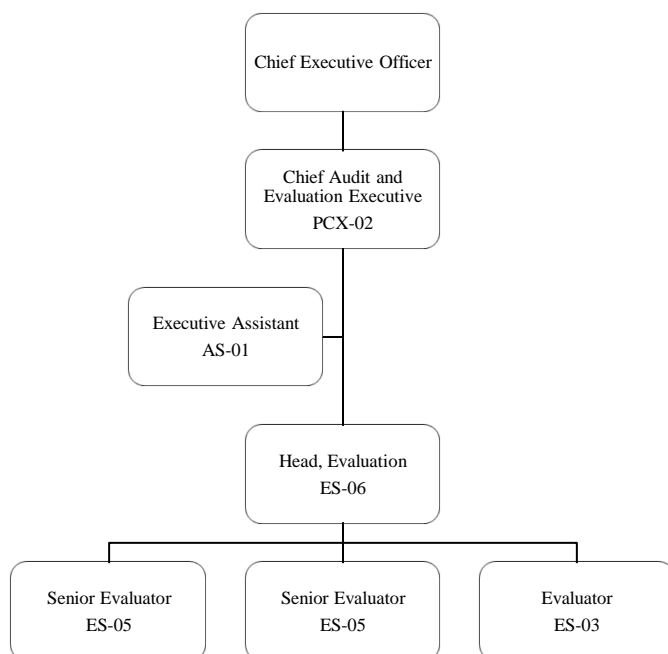 Chief Executive Officer
Chief Audit and
Evaluation Executive
PCX-02
Executive Assistant
AS-01
Head, Evaluation
ES-06
Senior Evaluator
ES-05
Senior Evaluator
ES-05
Evaluator
ES-03